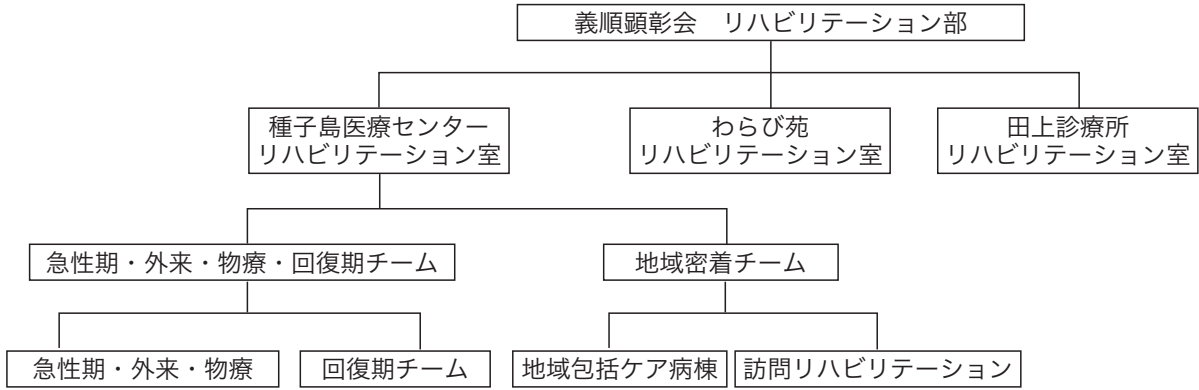 義順顕彰会　リハビリテーション部
種子島医療センター
リハビリテーション室
わらび苑
リハビリテーション室
田上診療所
リハビリテーション室
急性期・外来・物療・回復期チーム
地域密着チーム
急性期・外来・物療
回復期チーム
地域包括ケア病棟
訪問リハビリテーション